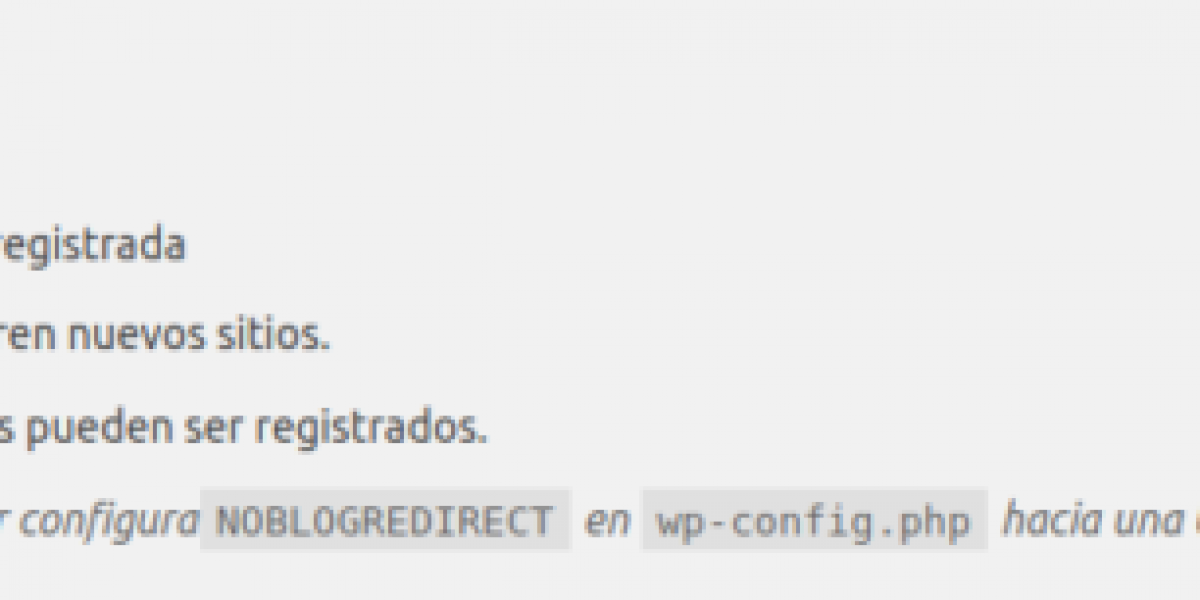 registrada
ren nuevos sitios.
s pueden ser registrados.
r configura NOBLOGREDIRECT en wp-config.php hacia una